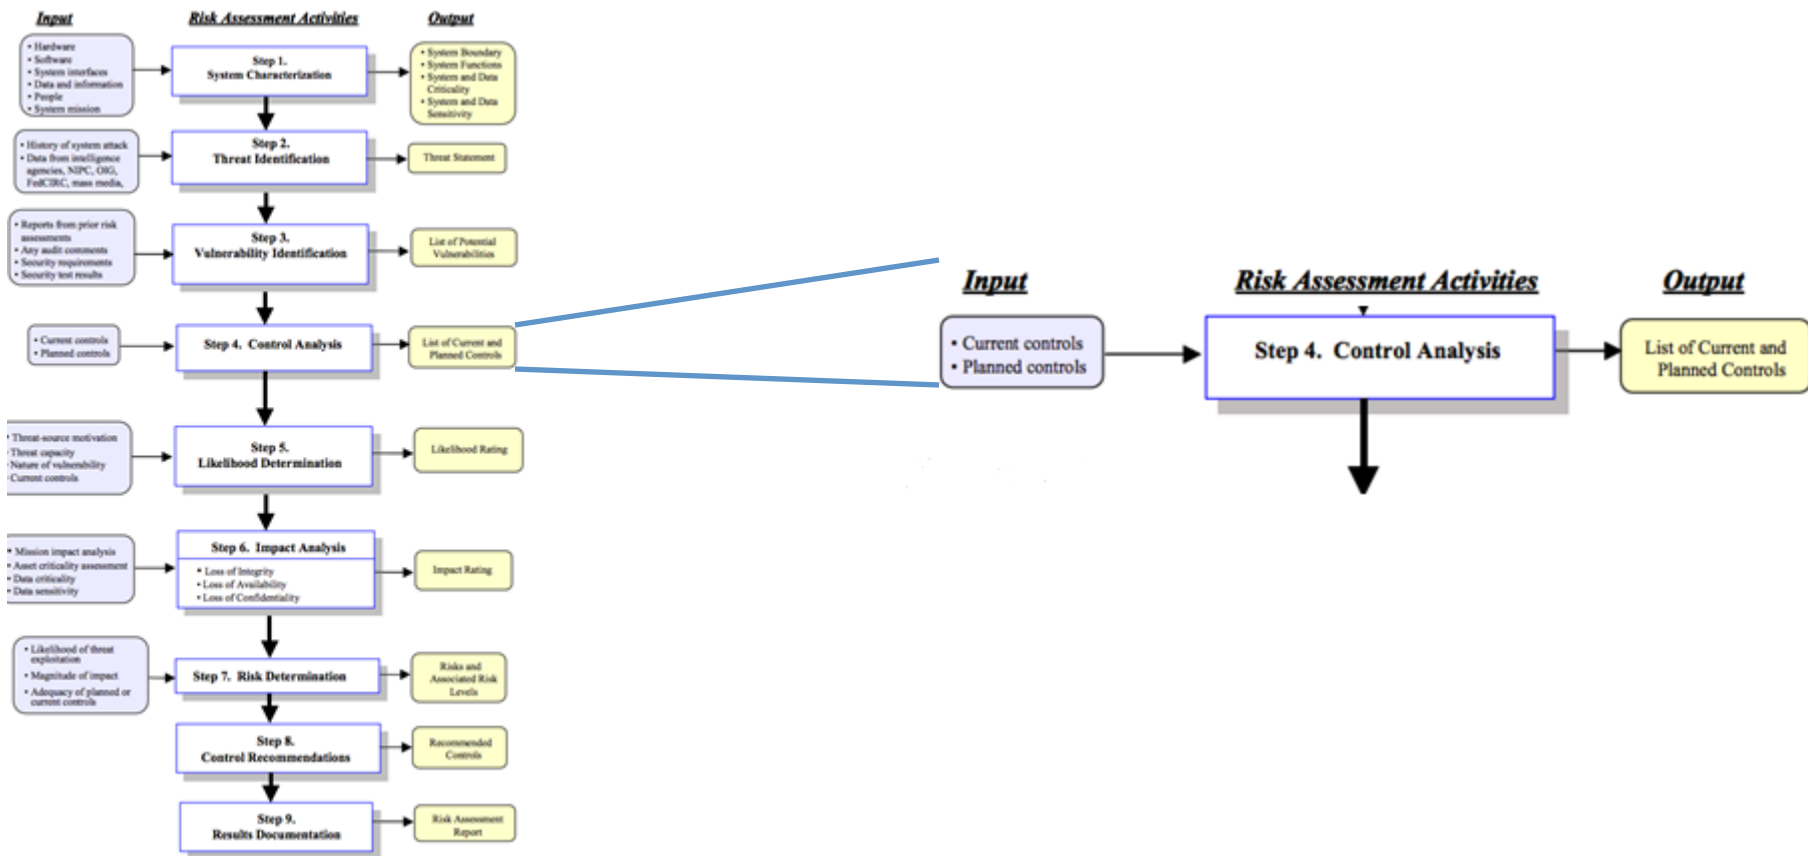 Input
Risk Assessment Activities
Output
• Hardware
• Software
• System interfaces
• Data and information
• People
• System mission
Step 1.
System Characterization
• System Boundary
• System Functions
• System and Data
Criticality
• System and Data
Sensitivity
• History of system attack
• Data from intelligence
agencies, NIPC, OIG,
FedCIRC, mass media,
Step 2.
Threat Identification
Threat Statement
• Reports from prior risk
assessments
• Any audit comments
• Security requirements
• Security test results
Step 3.
Vulnerability Identification
List of Potential
Vulnerabilities
• Current controls
• Planned controls
Step 4. Control Analysis
List of Current and
Planned Controls
• Threat-source motivation
• Threat capacity
• Nature of vulnerability
• Current controls
Step 5.
Likelihood Determination
Likelihood Rating
• Mission impact analysis
• Asset criticality assessment
• Data criticality
• Data sensitivity
Step 6. Impact Analysis
• Loss of Integrity
• Loss of Availability
• Loss of Confidentiality
Impact Rating
• Likelihood of threat
exploitation
• Magnitude of impact
• Adequacy of planned or
current controls
Step 7. Risk Determination
Risks and
Associated Risk
Levels
Step 8.
Control Recommendations
Recommended
Controls
Step 9.
Results Documentation
Risk Assessment
Report
Input
Risk Assessment Activities
Output
• Current controls
• Planned controls
Step 4. Control Analysis
List of Current and
Planned Controls